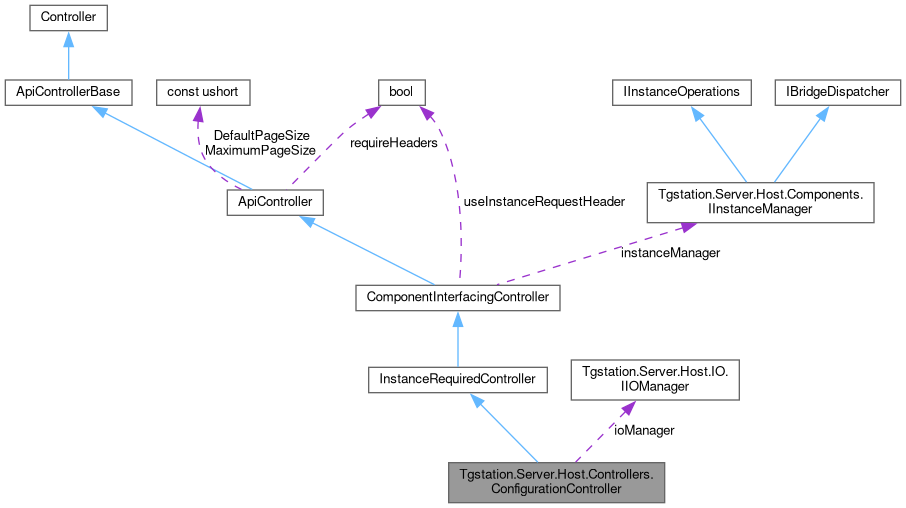 Controller
ApiControllerBase
const ushort
bool
IInstanceOperations
IBridgeDispatcher
DefaultPageSize
MaximumPageSize
requireHeaders
ApiController
useInstanceRequestHeader
Tgstation.Server.Host.Components.
IInstanceManager
instanceManager
ComponentInterfacingController
InstanceRequiredController
Tgstation.Server.Host.IO.
IIOManager
ioManager
Tgstation.Server.Host.Controllers.
ConfigurationController